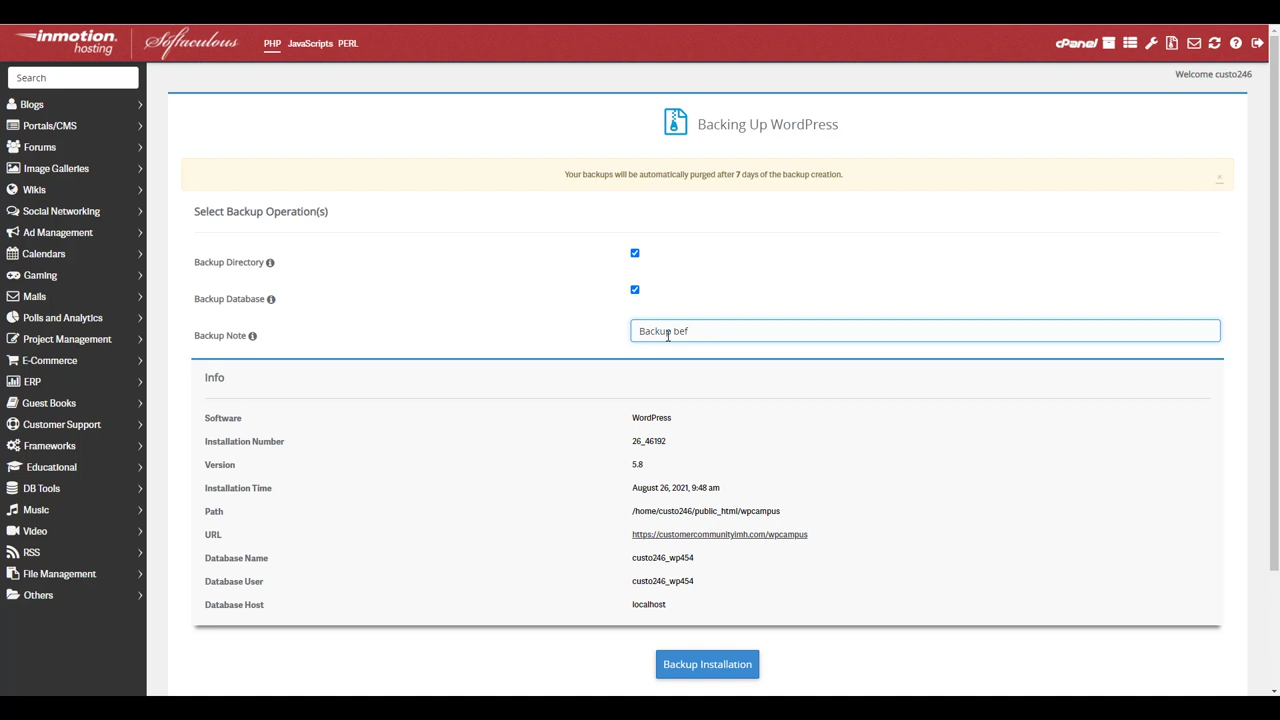 inmotion hosting Softaculous PHP JavaScripts PERL cPanel
Search
Welcome custo246
Blogs
Portals/CMS
Forums
Image Galleries
Wikis
Social Networking
Ad Management
Calendars
Gaming
Mails
Polls and Analytics
Project Management
E-Commerce
ERP
Guest Books
Customer Support
Frameworks
Educational
DB Tools
Music
Video
RSS
File Management
Others
Backing Up WordPress
Your backups will be automatically purged after 7 days of the backup creation.
Select Backup Operation(s)
Backup Directory
Backup Database
Backup Note Backup bef
Info
Software WordPress
Installation Number 26_46192
Version 5.8
Installation Time August 26, 2021, 9:48 am
Path /home/custo246/public_html/wpcampus
URL https://customercommunityimh.com/wpcampus
Database Name custo246_wp454
Database User custo246_wp454
Database Host localhost
Backup Installation